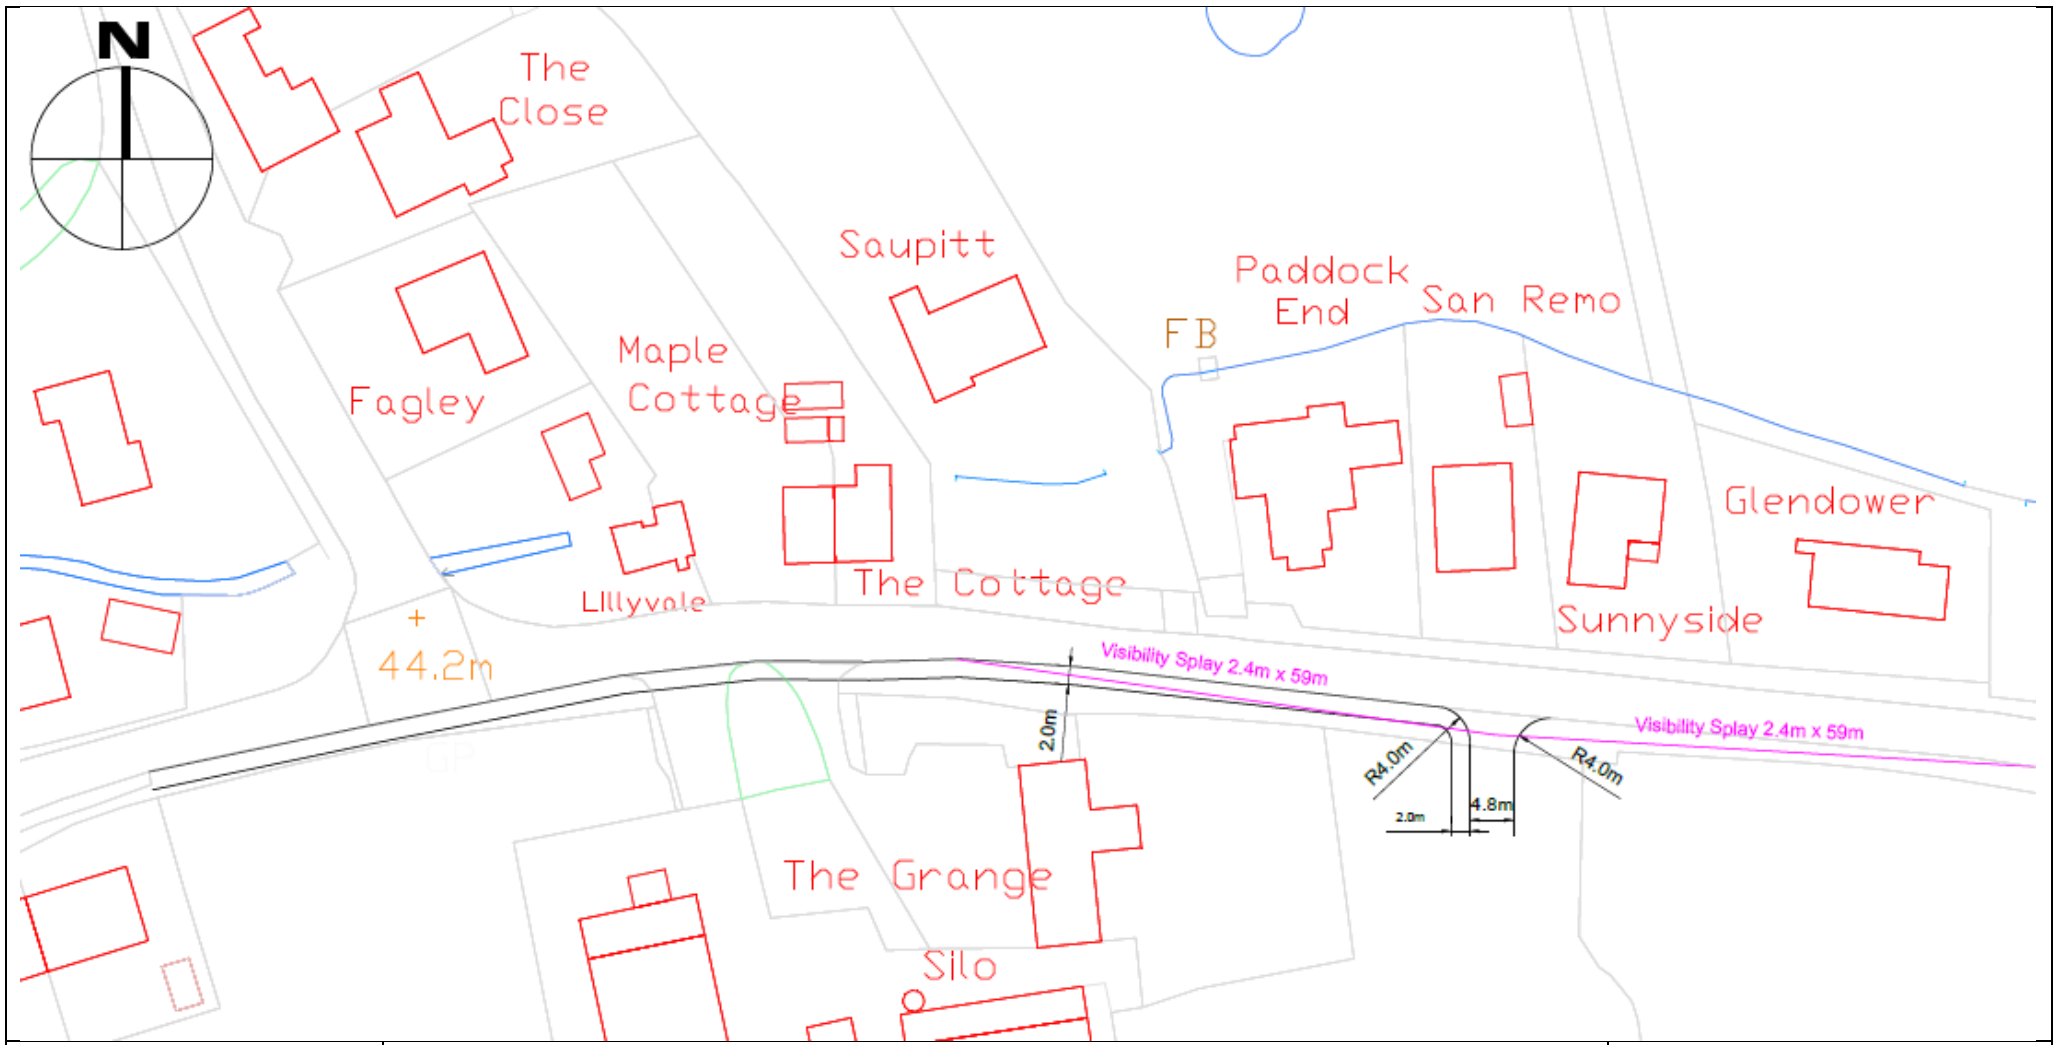 N
The
Close
Saupitt
Paddock
End
San Remo
FB
Maple
Cottage
Fagley
Glendower
The Cottage
LIllyvale
Sunnyside
44.2m
Visibility Splay 2.4m x 59m
Visibility Splay 2.4m x 59m
2.0m
R4.0m
R4.0m
4.8m
2.0m
GP
The Grange
Silo